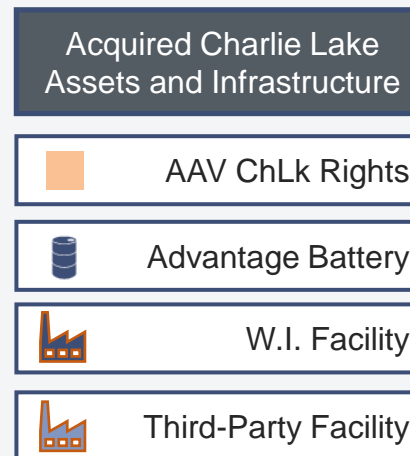 Acquired Charlie Lake
Assets and Infrastructure
AAV ChLk Rights
Advantage Battery
W.I. Facility
Third-Party Facility